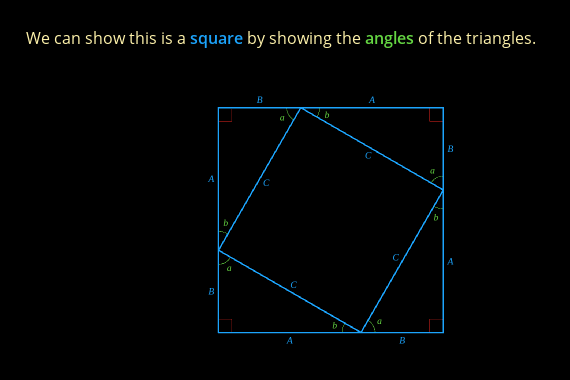 We can show this is a square by showing the angles of the triangles.
B A
a b
B
C
a
A C
b b
C A
a
B C
b a
A B